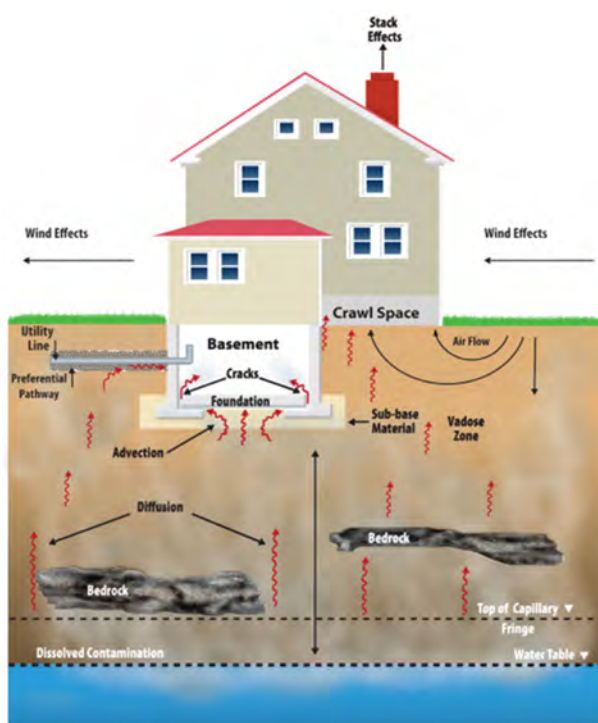 Stack
Effects
Wind Effects
Wind Effects
Crawl Space
Utility
Line
Basement
Air Flow
Preferential
Pathway
Cracks
Foundation
Sub-base
Material
Vadose
Zone
Advection
Diffusion
Bedrock
Bedrock
Top of Capillary
Fringe
Dissolved Contamination
Water Table